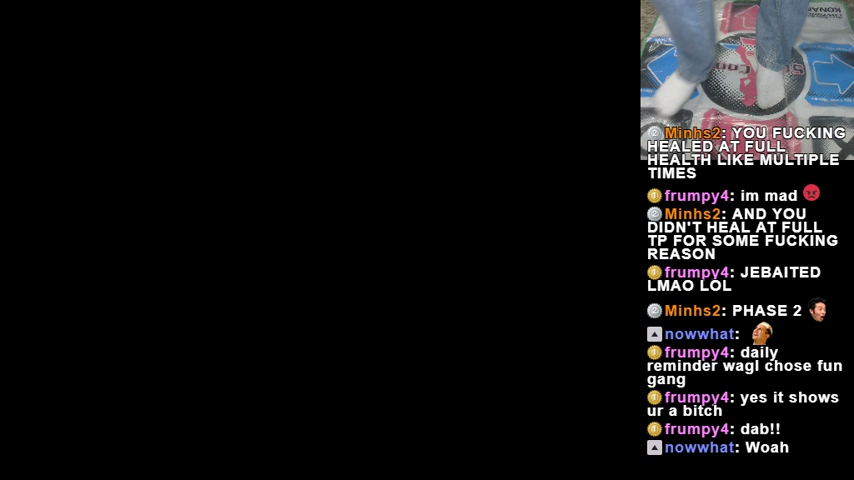 KONAMI
Minhs2: YOU FUCKING
HEALED AT FULL
HEALTH LIKE MULTIPLE
TIMES
frumpy4: im mad
Minhs2: AND YOU
DIDN'T HEAL AT FULL
TP FOR SOME FUCKING
REASON
frumpy4: JEBAITED
LMAO LOL
Minhs2: PHASE 2
nowwhat:
frumpy4: daily
reminder wagl chose fun
gang
frumpy4: yes it shows
ur a bitch
frumpy4: dab!!
nowwhat: Woah